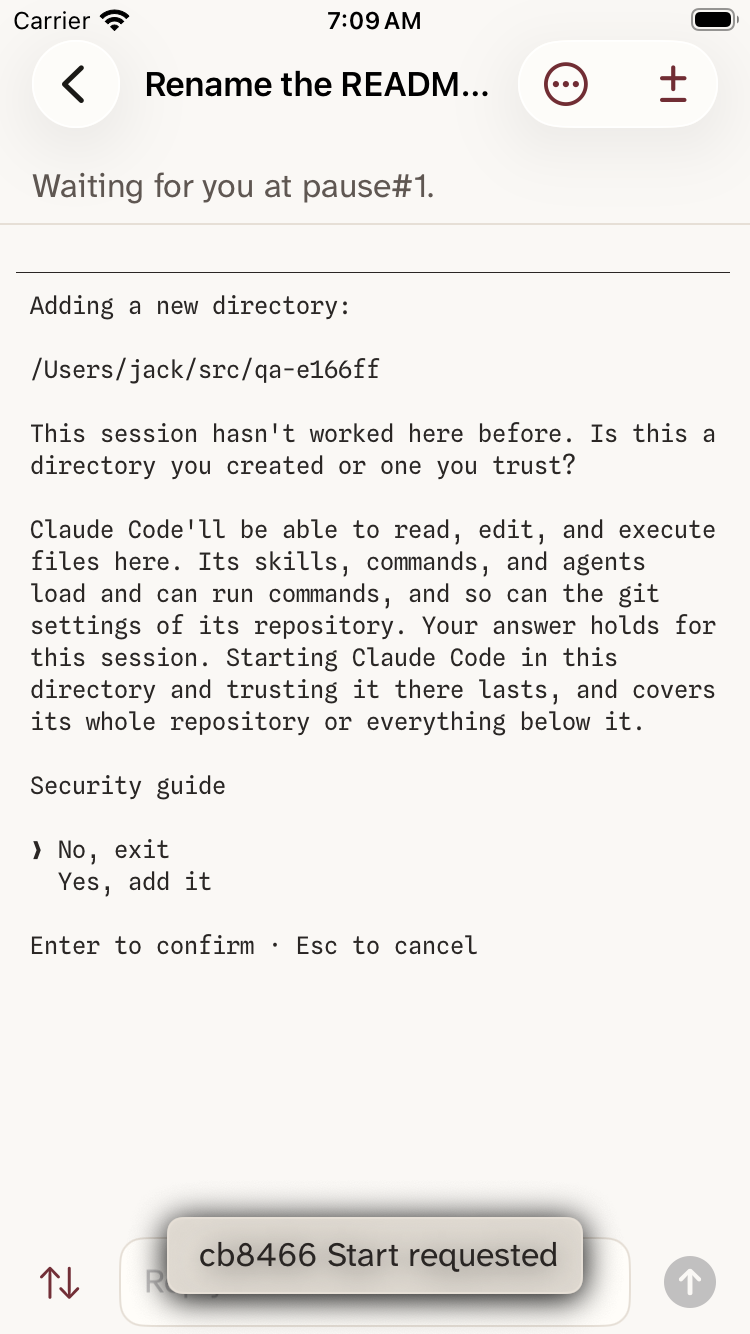 Carrier 7:09 AM
Rename the READM...
Waiting for you at pause#1.
Adding a new directory:
/Users/jack/src/qa-e166ff
This session hasn't worked here before. Is this a
directory you created or one you trust?
Claude Code'll be able to read, edit, and execute
files here. Its skills, commands, and agents
load and can run commands, and so can the git
settings of its repository. Your answer holds for
this session. Starting Claude Code in this
directory and trusting it there lasts, and covers
its whole repository or everything below it.
Security guide
❯ No, exit
Yes, add it
Enter to confirm · Esc to cancel
cb8466 Start requested